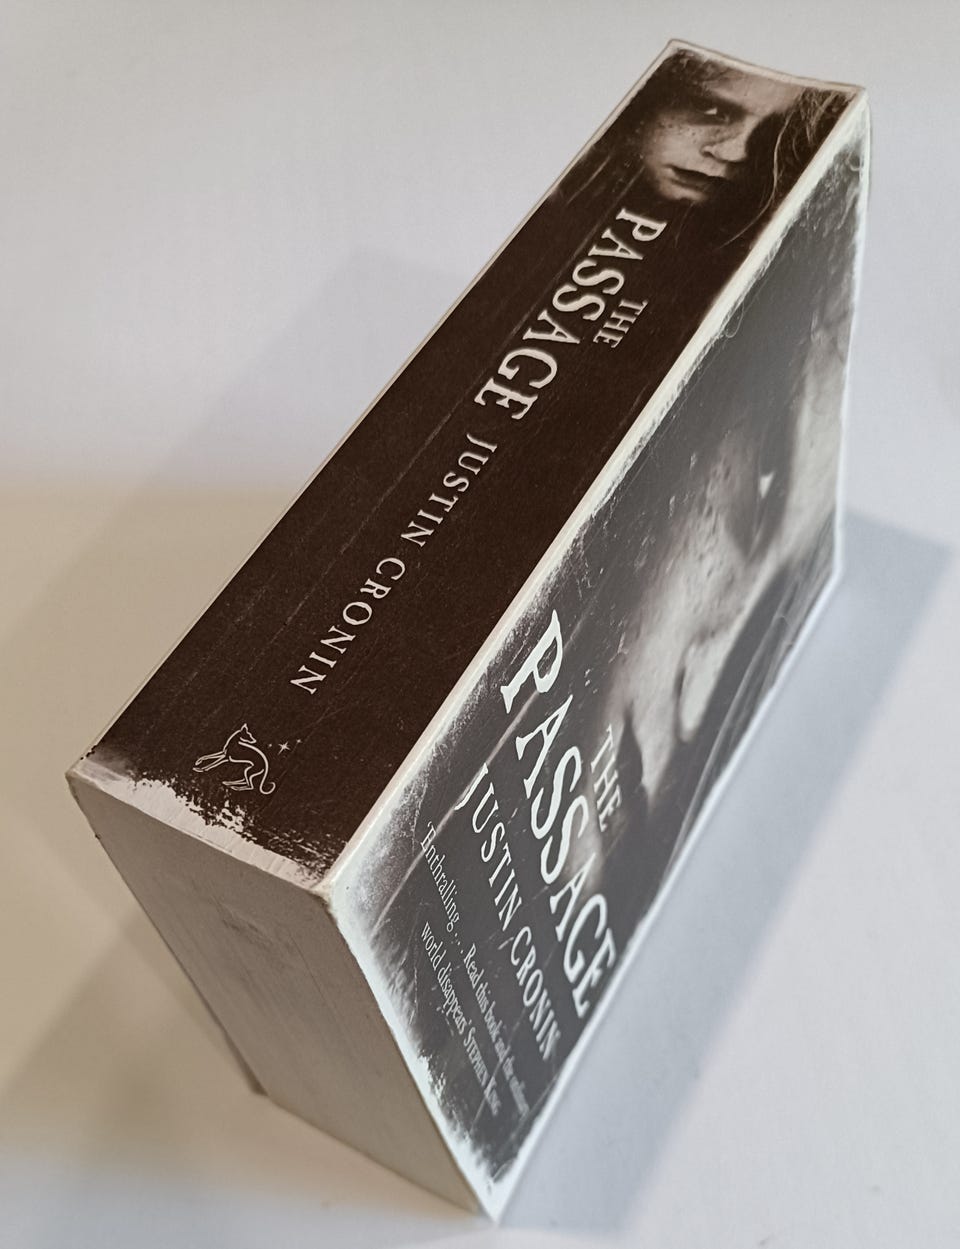 THE
PASSAGE
JUSTIN CRONIN
THE
PASSAGE
JUSTIN CRONIN
'Enthralling ... Read this book and the ordinary
world disappears' STEPHEN KING